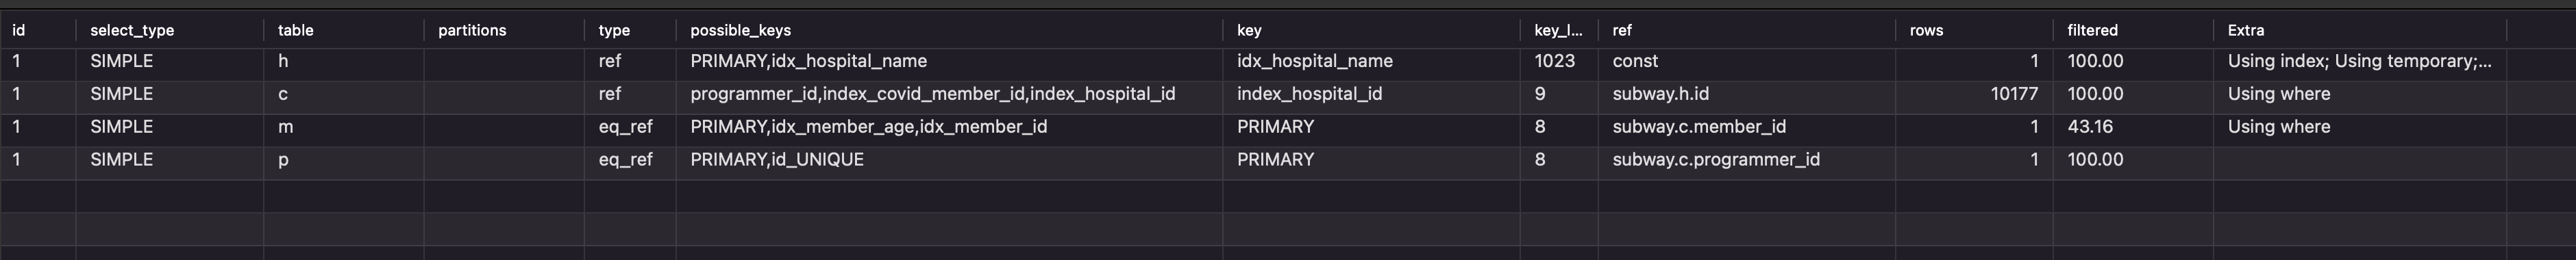 id select_type table partitions type possible_keys key key_l... ref rows filtered Extra
1 SIMPLE h ref PRIMARY,idx_hospital_name idx_hospital_name 1023 const 1 100.00 Using index; Using temporary;...
1 SIMPLE c ref programmer_id,index_covid_member_id,index_hospital_id index_hospital_id 9 subway.h.id 10177 100.00 Using where
1 SIMPLE m eq_ref PRIMARY,idx_member_age,idx_member_id PRIMARY 8 subway.c.member_id 1 43.16 Using where
1 SIMPLE p eq_ref PRIMARY,id_UNIQUE PRIMARY 8 subway.c.programmer_id 1 100.00